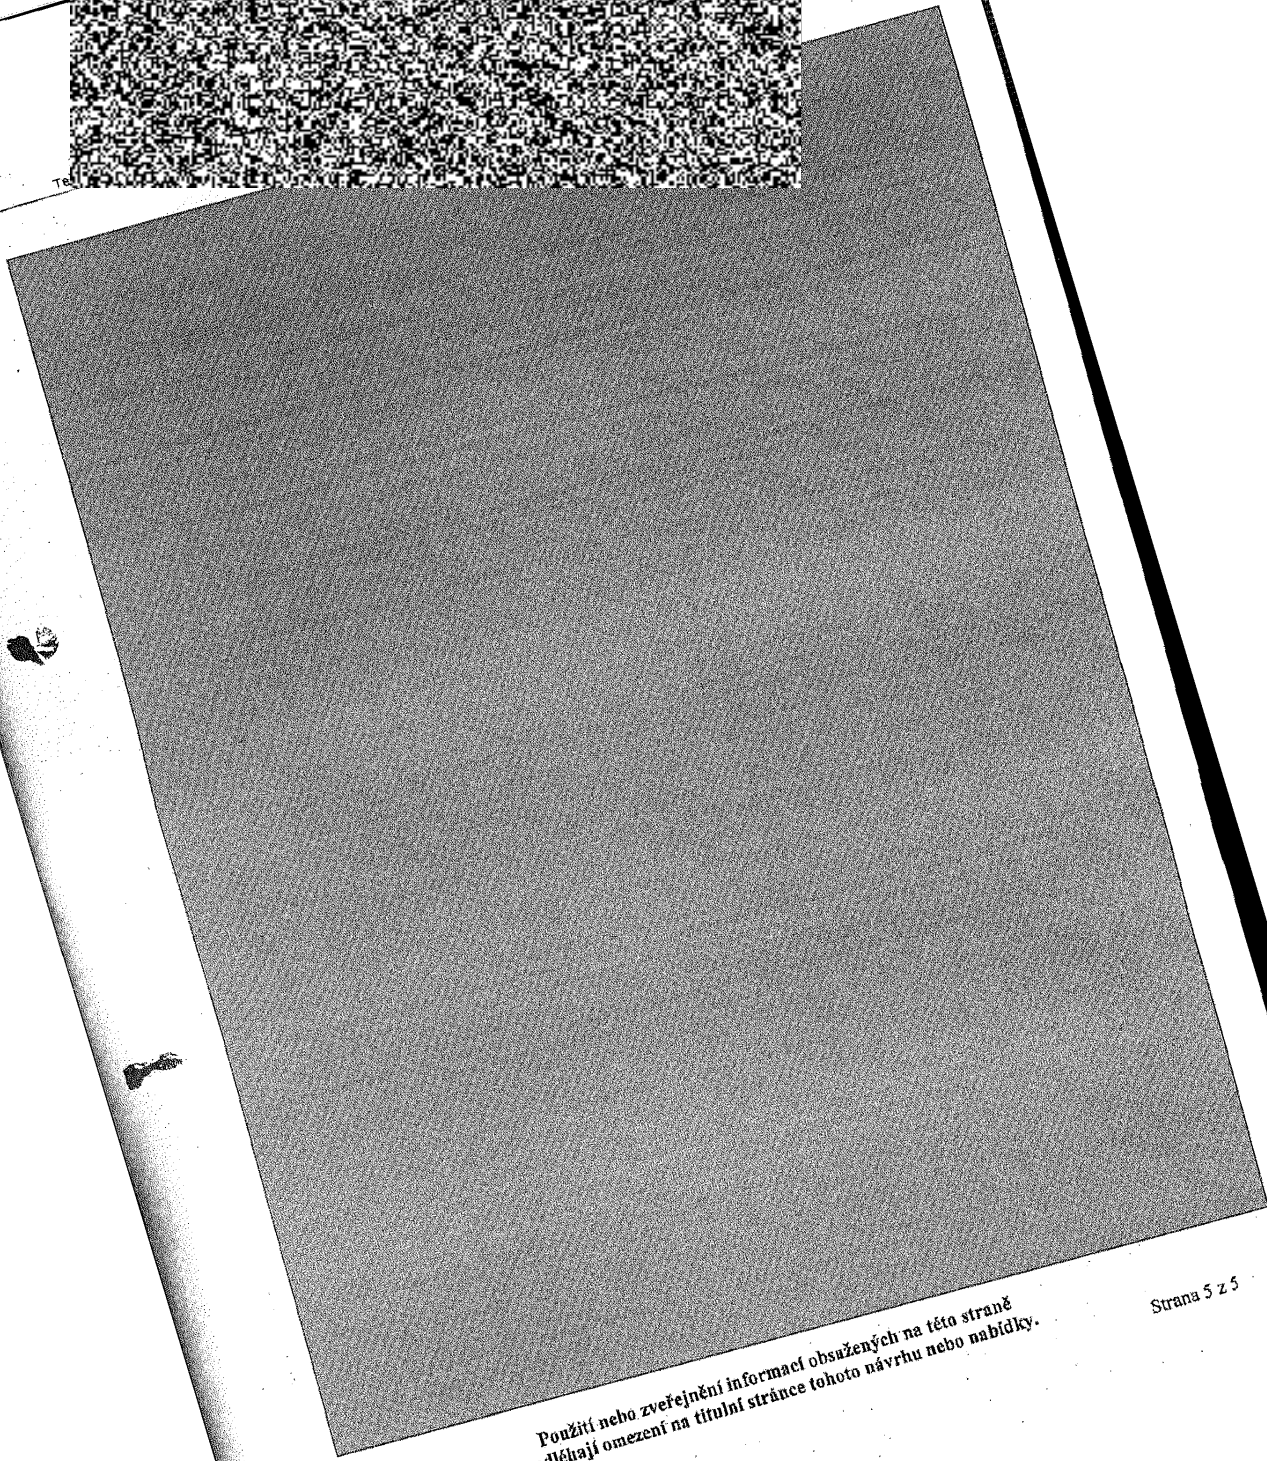 Použití nebo zveřejnění informací obsažených na této straně
omezení na titulní stránce tohoto návrhu nebo nabídky.
Strana 5 z 5